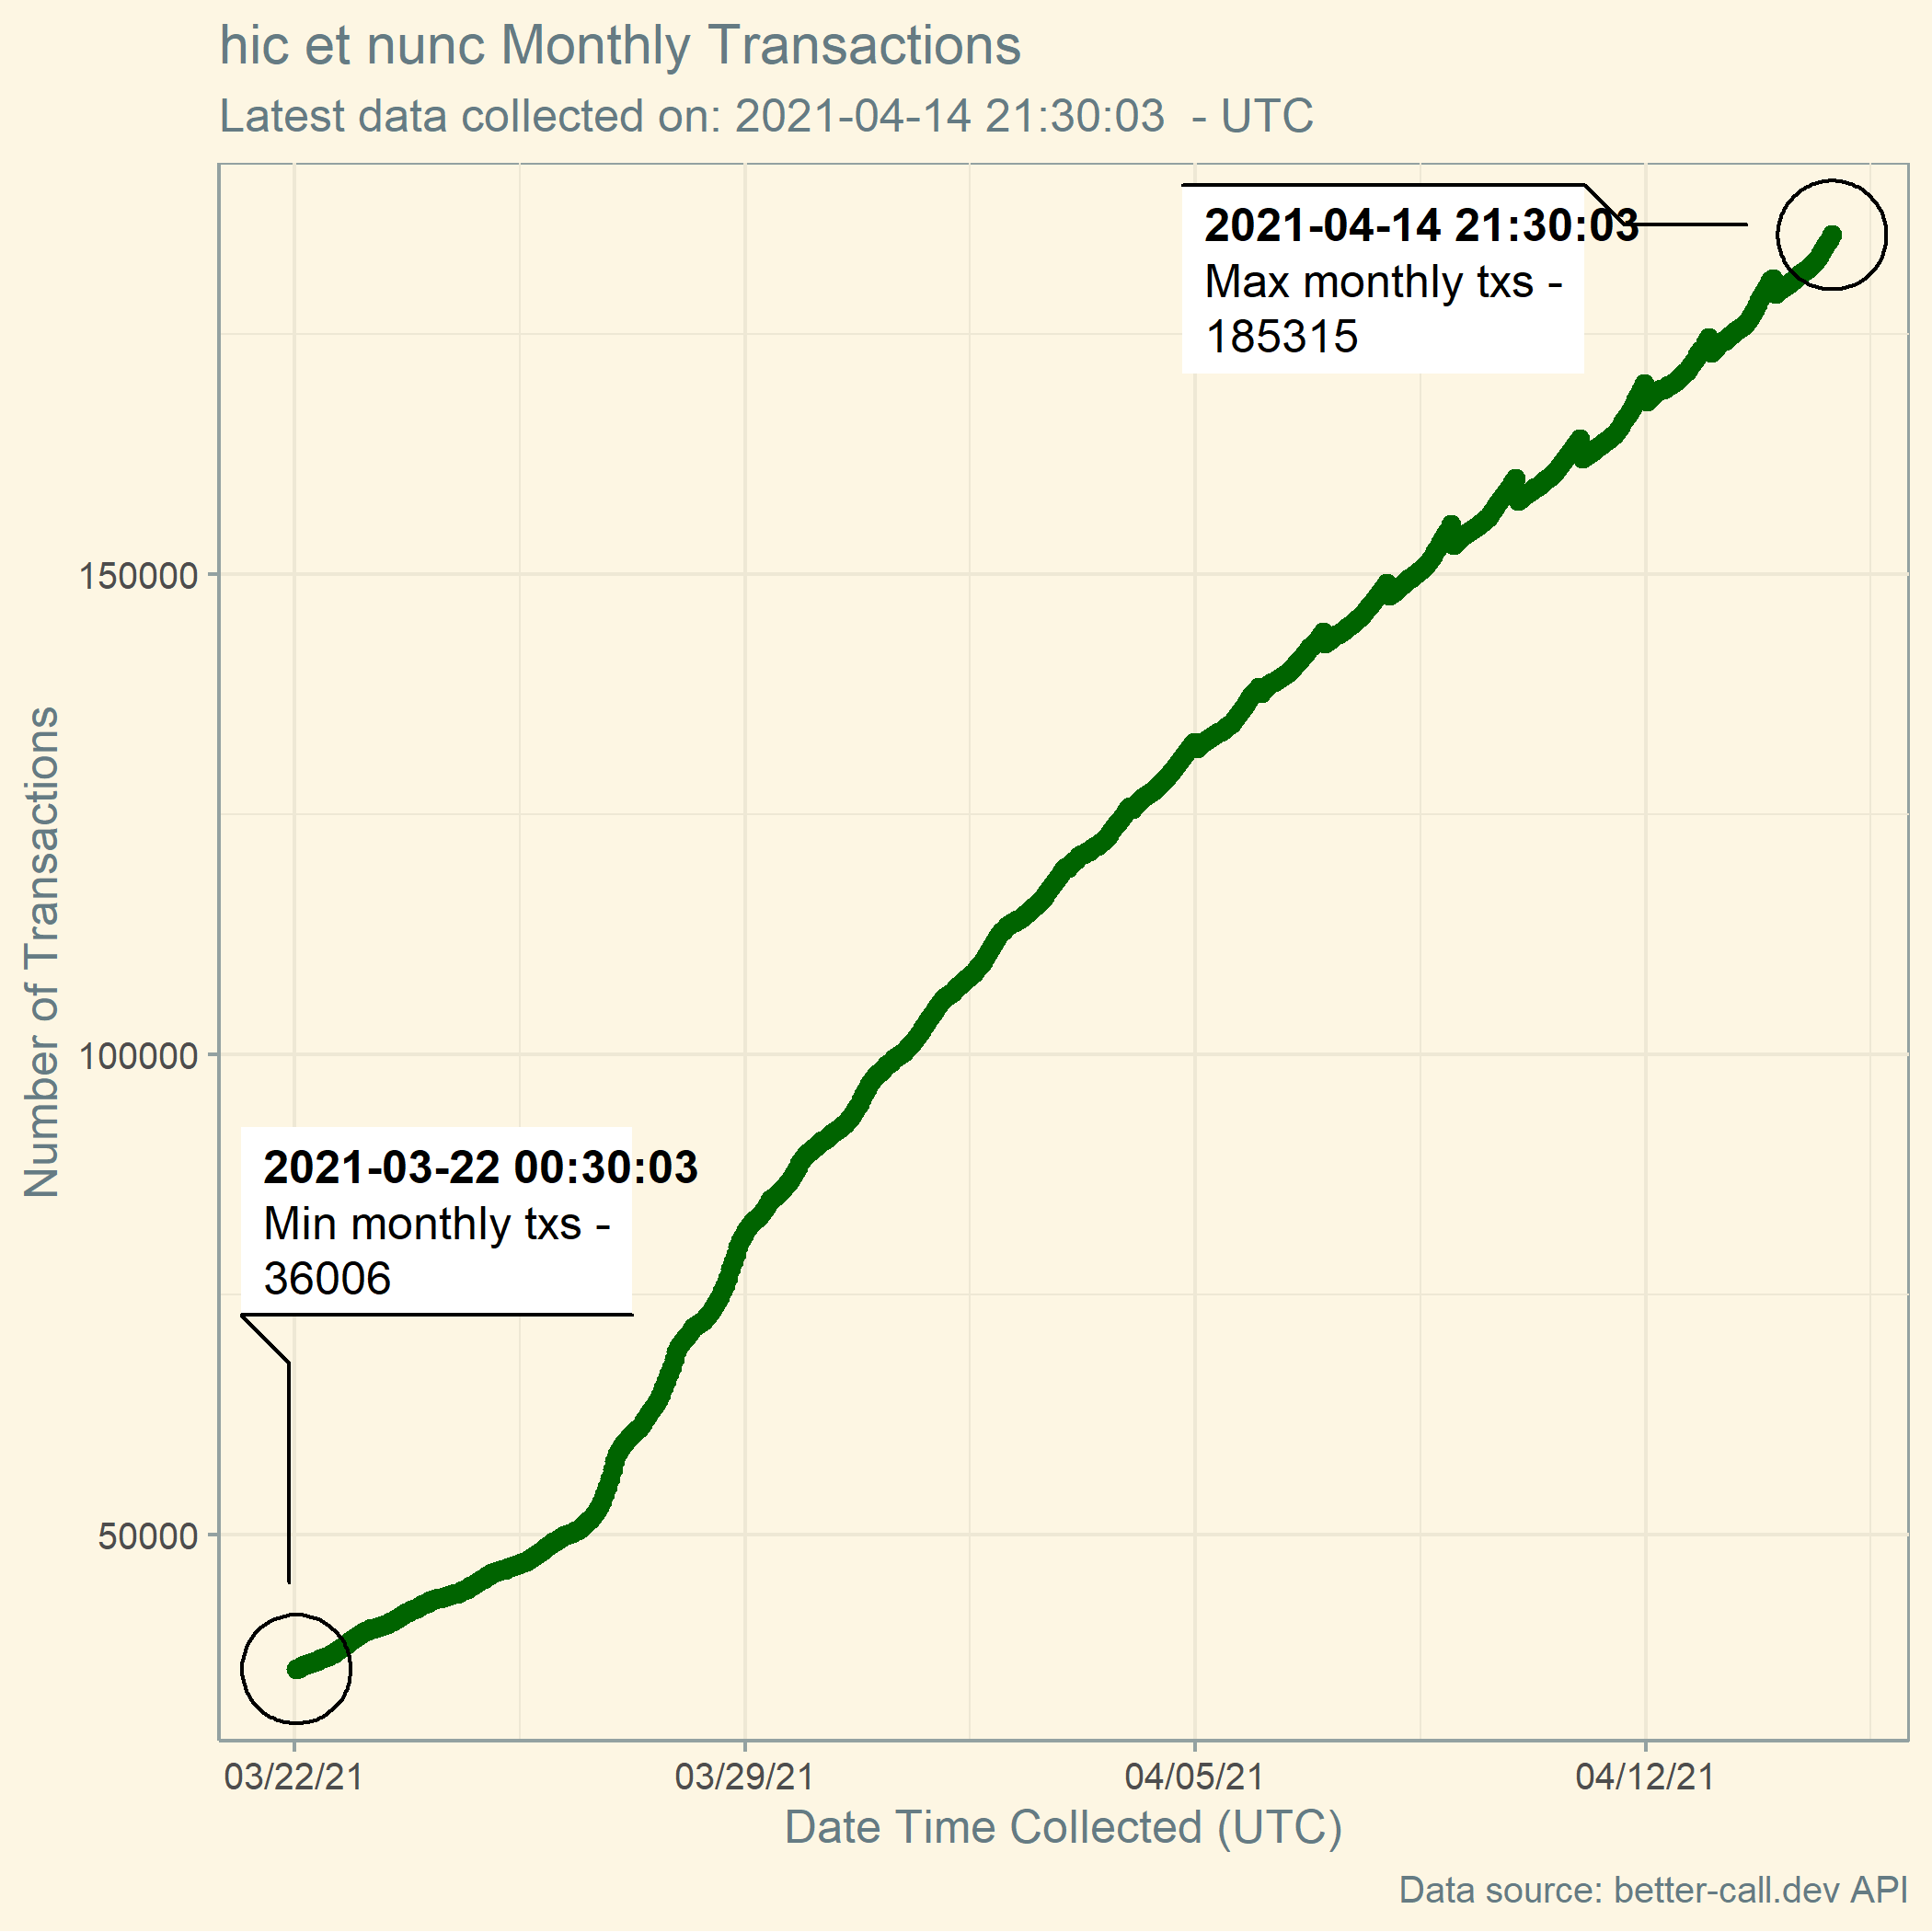 hic et nunc Monthly Transactions
Latest data collected on: 2021-04-14 21:30:03  - UTC
2021-04-14 21:30:03
Max monthly txs -
185315
150000
100000
50000
Number of Transactions
2021-03-22 00:30:03
Min monthly txs -
36006
03/22/21 03/29/21 04/05/21 04/12/21
Date Time Collected (UTC)
Data source: better-call.dev API